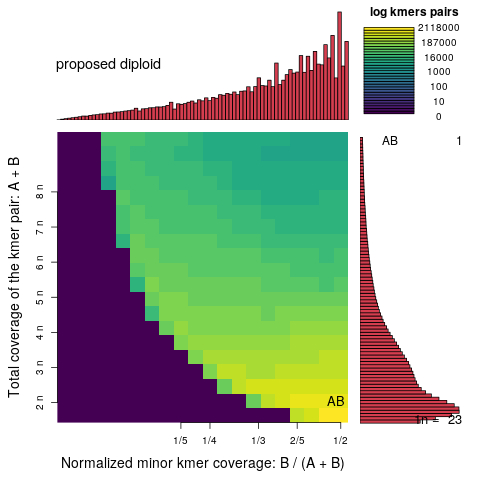 log kmers pairs
proposed diploid
2118000
187000
16000
1000
100
10
0
AB 1
Total coverage of the kmer pair: A + B
8 n
7 n
6 n
5 n
4 n
3 n
2 n
AB
1n = 23
1/5 1/4 1/3 2/5 1/2
Normalized minor kmer coverage: B / (A + B)